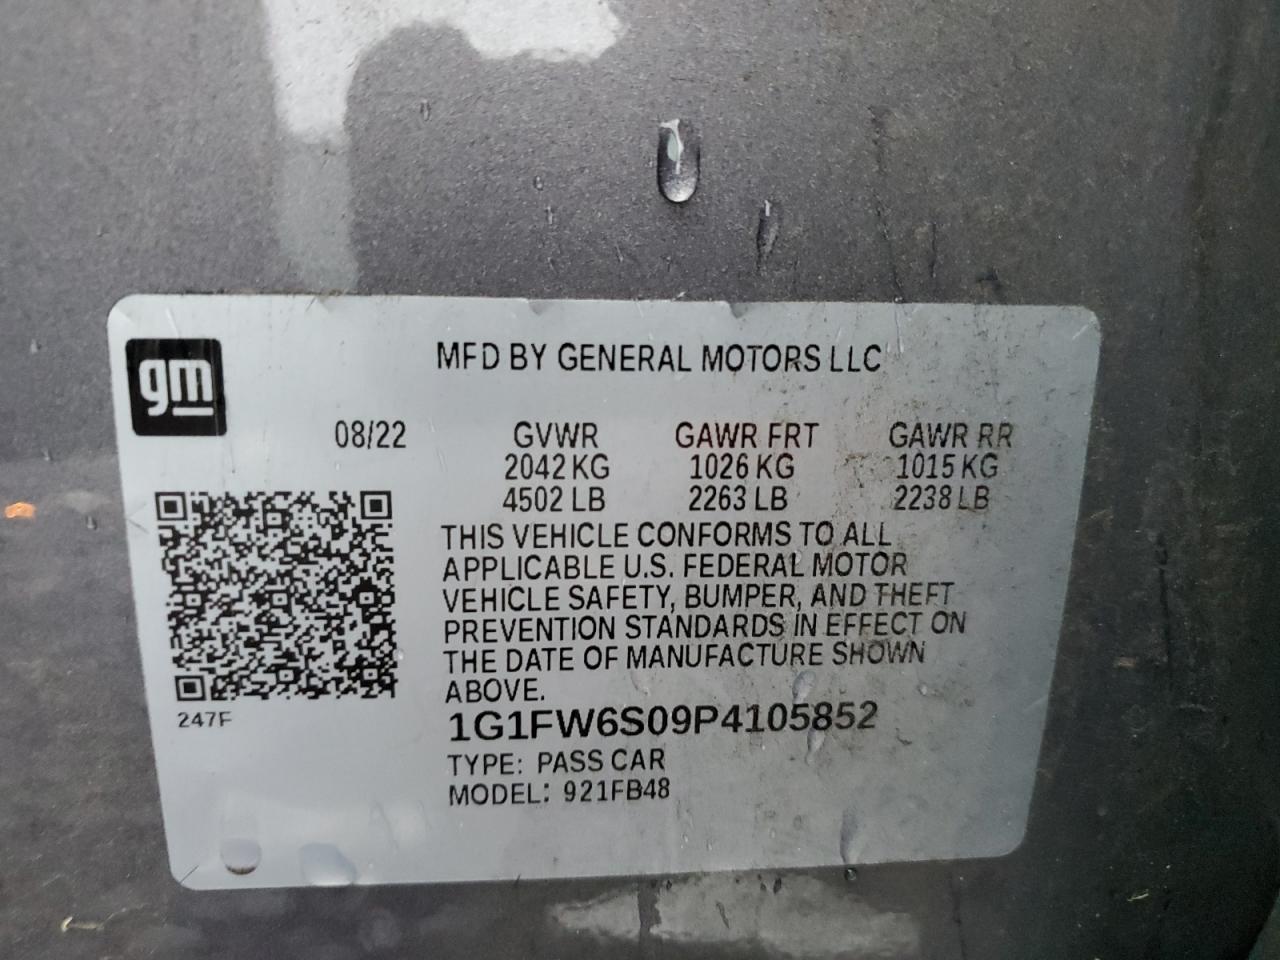 gm
MFD BY GENERAL MOTORS LLC
08/22 GVWR GAWR FRT GAWR RR
2042 KG 1026 KG 1015 KG
4502 LB 2263 LB 2238 LB
THIS VEHICLE CONFORMS TO ALL
APPLICABLE U.S. FEDERAL MOTOR
VEHICLE SAFETY, BUMPER, AND THEFT
PREVENTION STANDARDS IN EFFECT ON
THE DATE OF MANUFACTURE SHOWN
ABOVE.
247F
1G1FW6S09P4105852
TYPE: PASS CAR
MODEL: 921FB48